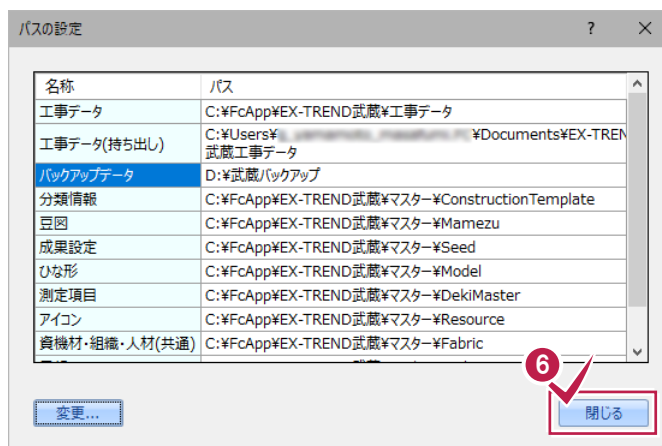 パスの設定 ? ×
名称 パス
工事データ C:¥FcApp¥EX-TREND武蔵¥工事データ
工事データ(持ち出し) C:¥Users¥ ¥Documents¥EX-TREN
武蔵工事データ
バックアップデータ D:¥武蔵バックアップ
分類情報 C:¥FcApp¥EX-TREND武蔵¥マスター¥ConstructionTemplate
豆図 C:¥FcApp¥EX-TREND武蔵¥マスター¥Mamezu
成果設定 C:¥FcApp¥EX-TREND武蔵¥マスター¥Seed
ひな形 C:¥FcApp¥EX-TREND武蔵¥マスター¥Model
測定項目 C:¥FcApp¥EX-TREND武蔵¥マスター¥DekiMaster
アイコン C:¥FcApp¥EX-TREND武蔵¥マスター¥Resource
資機材・組織・人材(共通) C:¥FcApp¥EX-TREND武蔵¥マスター¥Fabric
6
変更... 閉じる